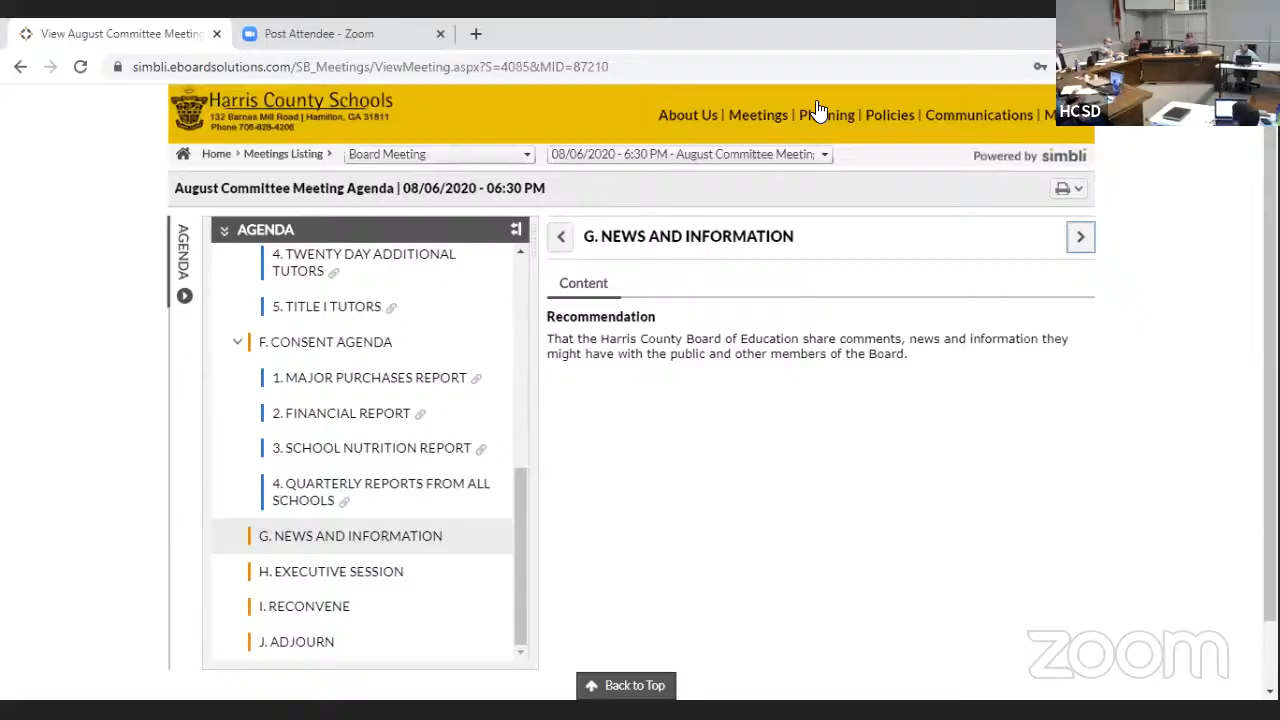 View August Committee Meeting
Post Attendee - Zoom
simbli.eboardsolutions.com/SB_Meetings/ViewMeeting.aspx?S=4085&MID=87210
HCSD
Harris County Schools
132 Barnes Mill Road | Hamilton, GA 31811
Phone 706-628-4206
About Us | Meetings | Planning | Policies | Communications | M
Home > Meetings Listing > Board Meeting 08/06/2020 - 6:30 PM - August Committee Meetin Powered by simbli
August Committee Meeting Agenda | 08/06/2020 - 06:30 PM
AGENDA
AGENDA
4. TWENTY DAY ADDITIONAL
TUTORS
5. TITLE I TUTORS
F. CONSENT AGENDA
1. MAJOR PURCHASES REPORT
2. FINANCIAL REPORT
3. SCHOOL NUTRITION REPORT
4. QUARTERLY REPORTS FROM ALL
SCHOOLS
G. NEWS AND INFORMATION
H. EXECUTIVE SESSION
I. RECONVENE
J. ADJOURN
G. NEWS AND INFORMATION
Content
Recommendation
That the Harris County Board of Education share comments, news and information they
might have with the public and other members of the Board.
Back to Top
zoom